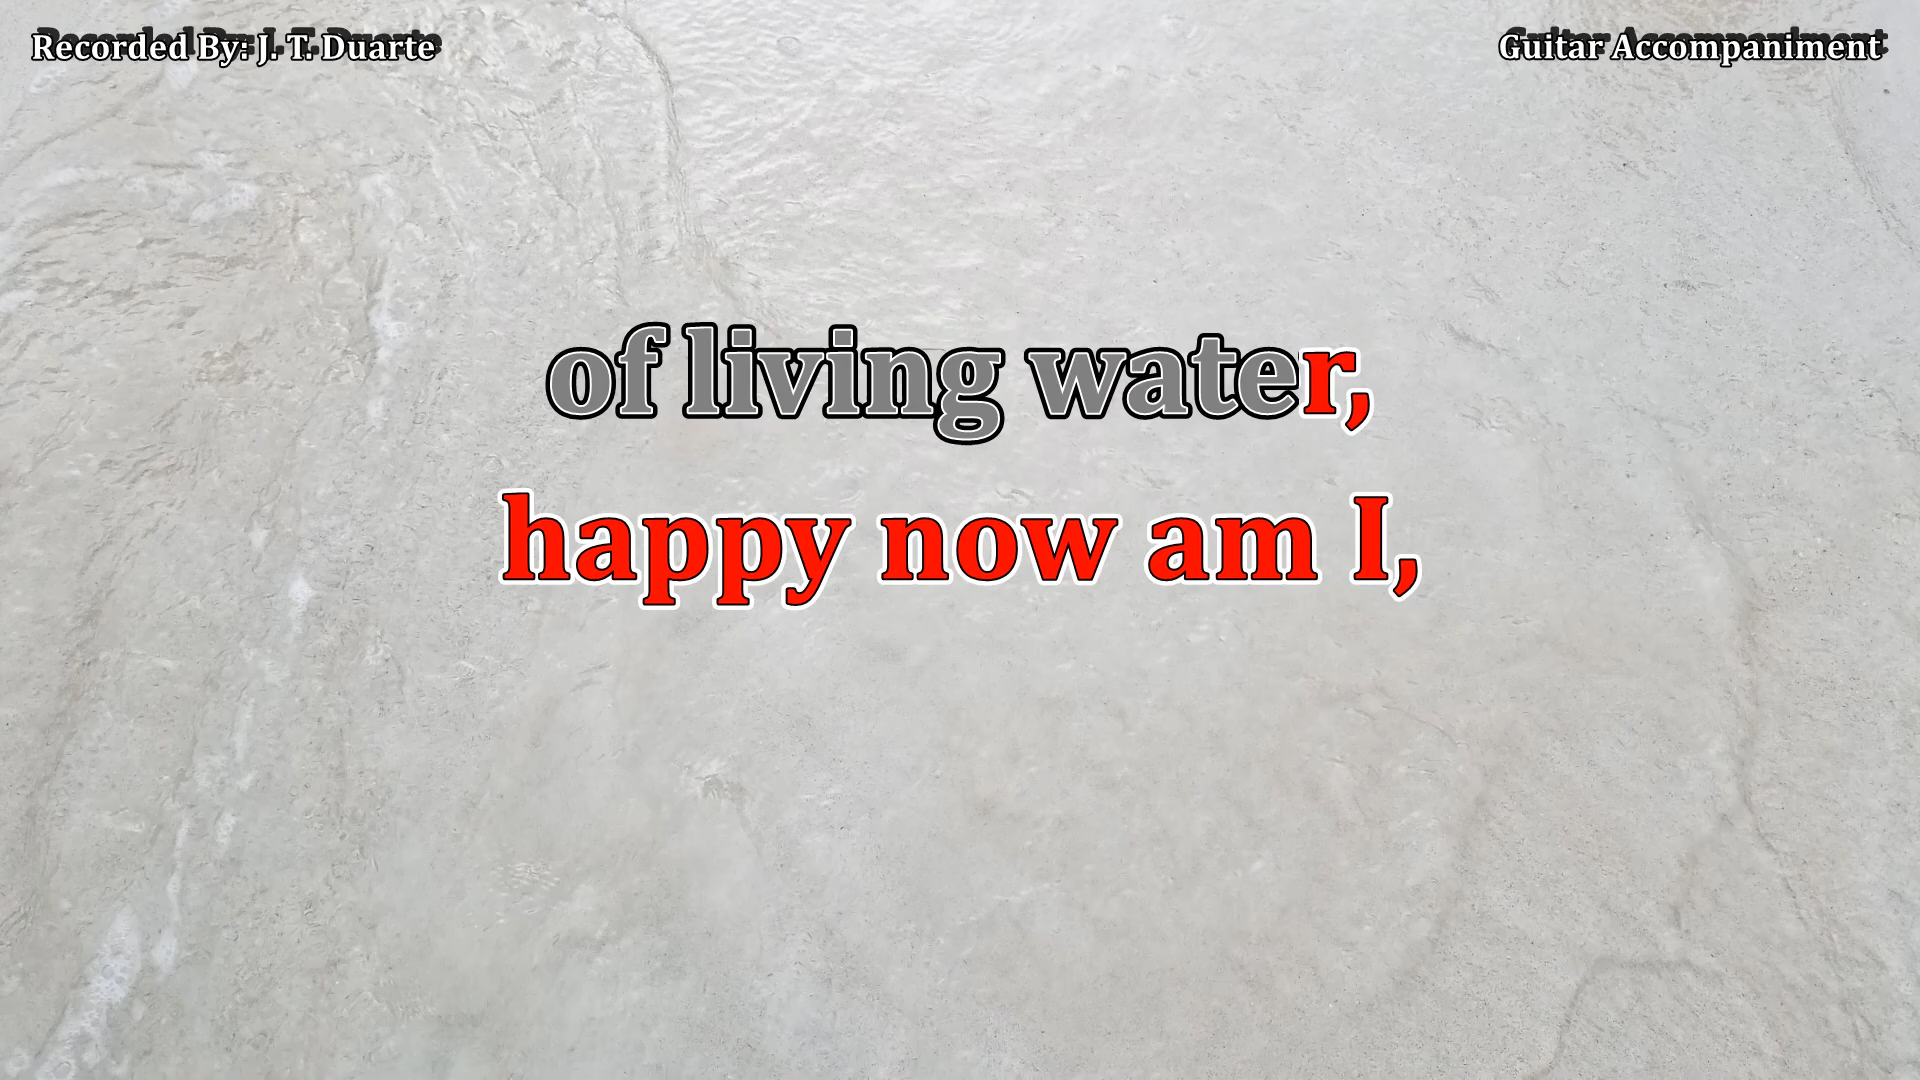 Recorded By: J. T. Duarte
Guitar Accompaniment
of living water,
happy now am I,